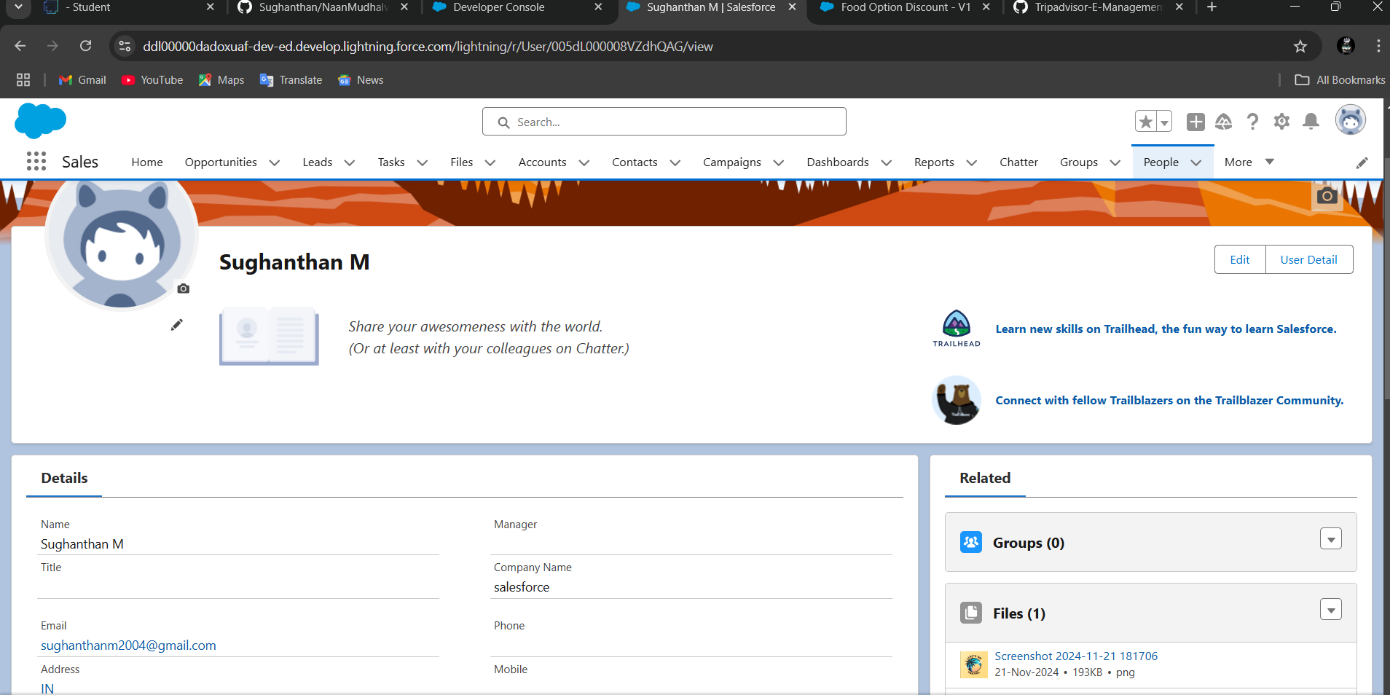 - Student
Sughanthan/NaanMudhalv
Developer Console
Sughanthan M | Salesforce
Food Option Discount - V1
Tripadvisor-E-Management
ddl00000dadoxuaf-dev-ed.develop.lightning.force.com/lightning/r/User/005dL000008VZdhQAG/view
Gmail YouTube Maps Translate News All Bookmarks
Search...
Sales Home Opportunities Leads Tasks Files Accounts Contacts Campaigns Dashboards Reports Chatter Groups People More
Sughanthan M
Edit User Detail
Share your awesomeness with the world.
(Or at least with your colleagues on Chatter.)
TRAILHEAD
Learn new skills on Trailhead, the fun way to learn Salesforce.
Connect with fellow Trailblazers on the Trailblazer Community.
Details
Name
Sughanthan M
Manager
Title
Company Name
salesforce
Email
sughanthanm2004@gmail.com
Phone
Address
IN
Mobile
Related
Groups (0)
Files (1)
Screenshot 2024-11-21 181706
21-Nov-2024 • 193KB • png